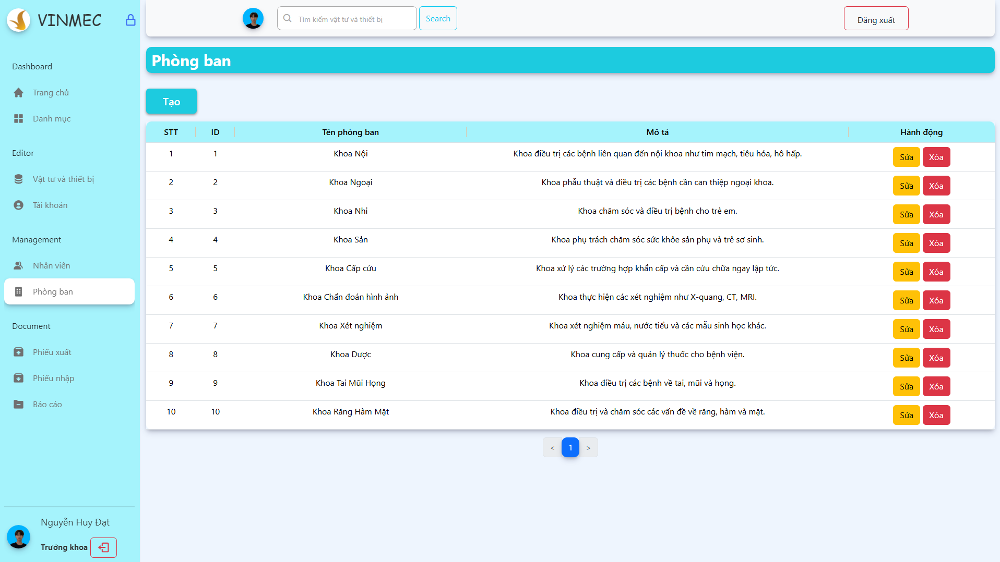 VINMEC
Tìm kiếm vật tư và thiết bị
Search
Đăng xuất
Dashboard
Trang chủ
Danh mục
Editor
Vật tư và thiết bị
Tài khoản
Management
Nhân viên
Phòng ban
Document
Phiếu xuất
Phiếu nhập
Báo cáo
Nguyễn Huy Đạt
Trưởng khoa
Phòng ban
Tạo
STT ID Tên phòng ban Mô tả Hành động
1 1 Khoa Nội Khoa điều trị các bệnh liên quan đến nội khoa như tim mạch, tiêu hóa, hô hấp. Sửa Xóa
2 2 Khoa Ngoại Khoa phẫu thuật và điều trị các bệnh cần can thiệp ngoại khoa. Sửa Xóa
3 3 Khoa Nhi Khoa chăm sóc và điều trị bệnh cho trẻ em. Sửa Xóa
4 4 Khoa Sản Khoa phụ trách chăm sóc sức khỏe sản phụ và trẻ sơ sinh. Sửa Xóa
5 5 Khoa Cấp cứu Khoa xử lý các trường hợp khẩn cấp và cần cứu chữa ngay lập tức. Sửa Xóa
6 6 Khoa Chẩn đoán hình ảnh Khoa thực hiện các xét nghiệm như X-quang, CT, MRI. Sửa Xóa
7 7 Khoa Xét nghiệm Khoa xét nghiệm máu, nước tiểu và các mẫu sinh học khác. Sửa Xóa
8 8 Khoa Dược Khoa cung cấp và quản lý thuốc cho bệnh viện. Sửa Xóa
9 9 Khoa Tai Mũi Họng Khoa điều trị các bệnh về tai, mũi và họng. Sửa Xóa
10 10 Khoa Răng Hàm Mặt Khoa điều trị và chăm sóc các vấn đề về răng, hàm và mặt. Sửa Xóa
< 1 >